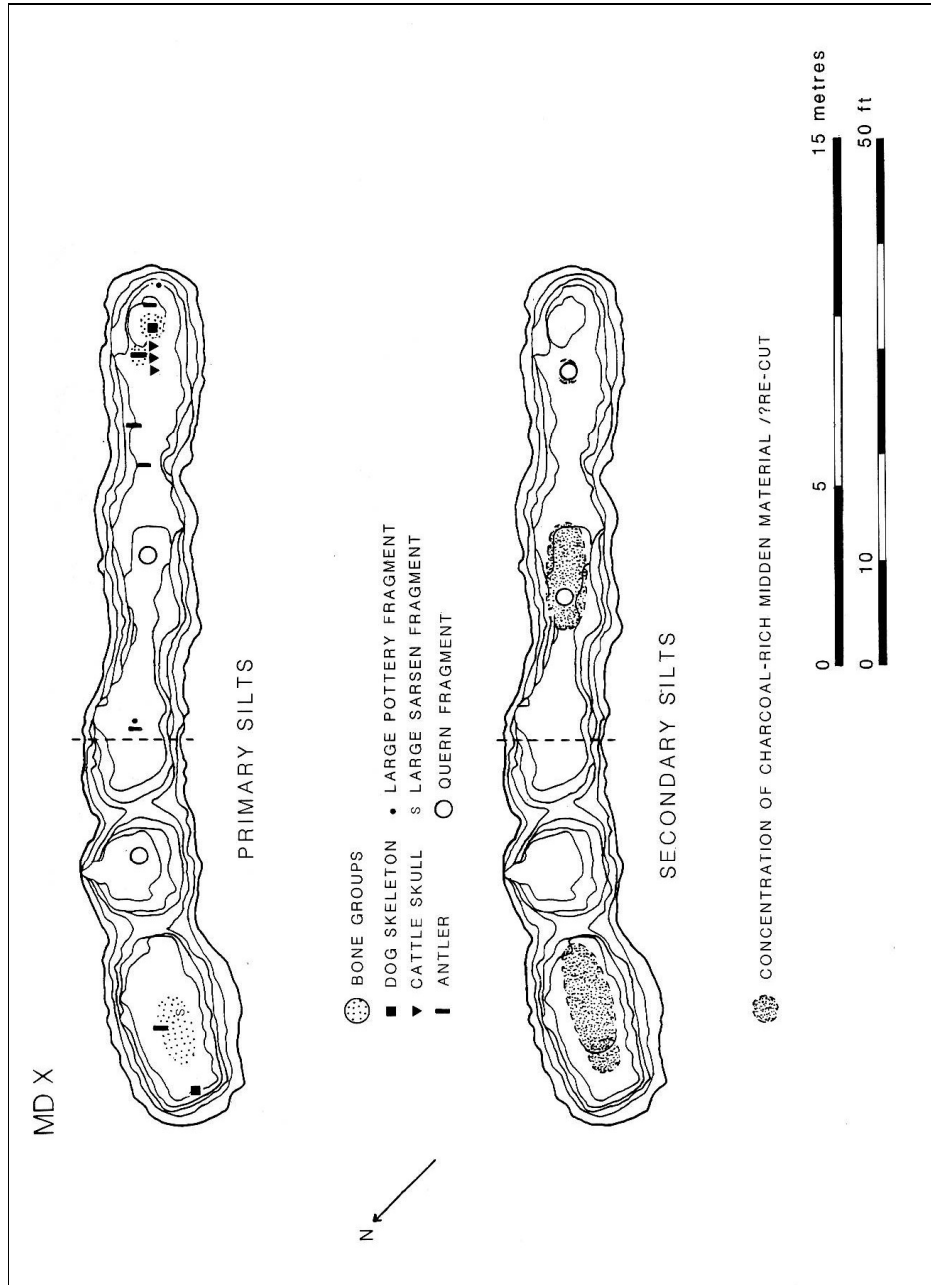 MD X
PRIMARY SILTS
S
BONE GROUPS
DOG SKELETON
CATTLE SKULL
ANTLER
LARGE POTTERY FRAGMENT
S LARGE SARSEN FRAGMENT
QUERN FRAGMENT
SECONDARY SILTS
CONCENTRATION OF CHARCOAL-RICH MIDDEN MATERIAL /?RE-CUT
0 5 15 metres
0 10 50 ft
N